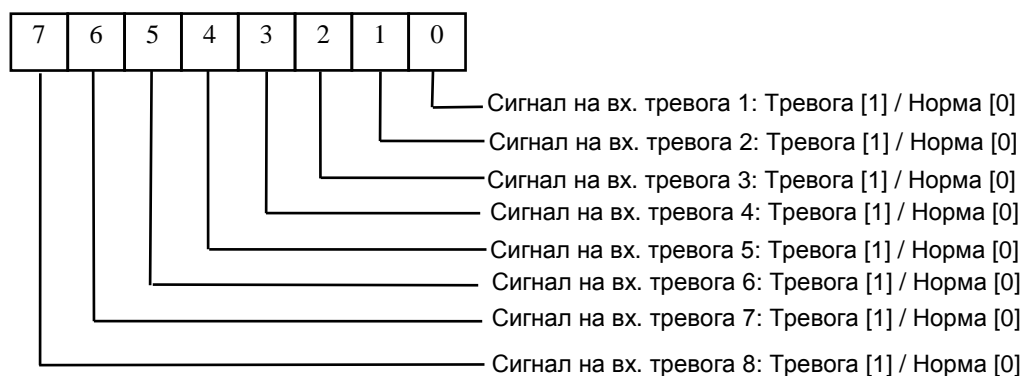 7 6 5 4 3 2 1 0
Сигнал на вх. тревога 1: Тревога [1] / Норма [0]
Сигнал на вх. тревога 2: Тревога [1] / Норма [0]
Сигнал на вх. тревога 3: Тревога [1] / Норма [0]
Сигнал на вх. тревога 4: Тревога [1] / Норма [0]
Сигнал на вх. тревога 5: Тревога [1] / Норма [0]
Сигнал на вх. тревога 6: Тревога [1] / Норма [0]
Сигнал на вх. тревога 7: Тревога [1] / Норма [0]
Сигнал на вх. тревога 8: Тревога [1] / Норма [0]